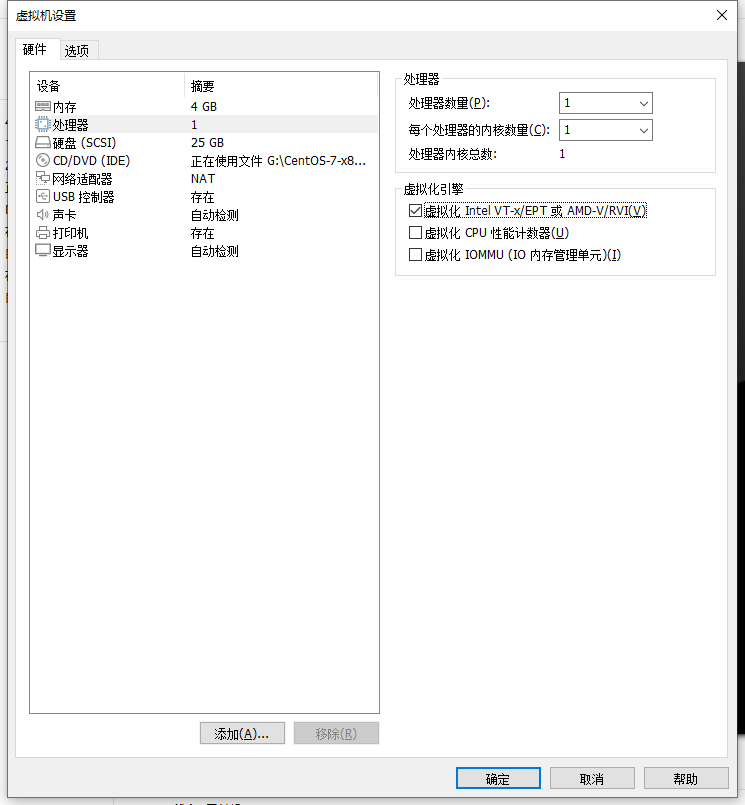 虚拟机设置
硬件 选项
设备 摘要
内存 4 GB
处理器 1
硬盘 (SCSI) 25 GB
CD/DVD (IDE) 正在使用文件 G:\CentOS-7-x8...
网络适配器 NAT
USB 控制器 存在
声卡 自动检测
打印机 存在
显示器 自动检测
添加(A)... 移除(R)
处理器
处理器数量(P): 1
每个处理器的内核数量(C): 1
处理器内核总数: 1
虚拟化引擎
虚拟化 Intel VT-x/EPT 或 AMD-V/RVI(V)
虚拟化 CPU 性能计数器(U)
虚拟化 IOMMU (IO 内存管理单元)(I)
确定 取消 帮助